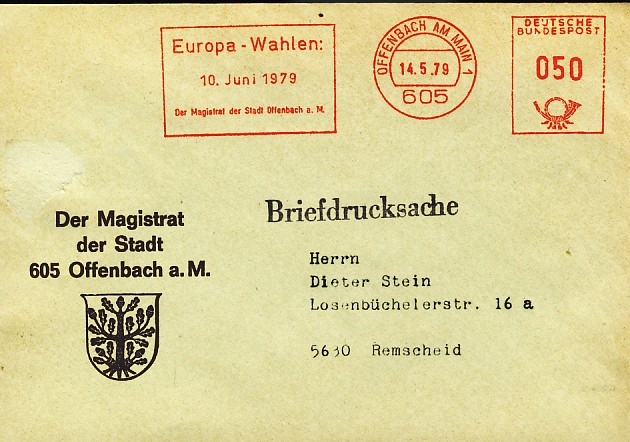 Europa - Wahlen:
10. Juni 1979
Der Magistrat der Stadt Offenbach a. M.
OFFENBACH AM MAIN 1
14.5.79
605
DEUTSCHE
BUNDESPOST
050
Der Magistrat
der Stadt
605 Offenbach a. M.
Briefdrucksache
Herrn
Dieter Stein
Losenbüchelerstr. 16 a
5630 Remscheid